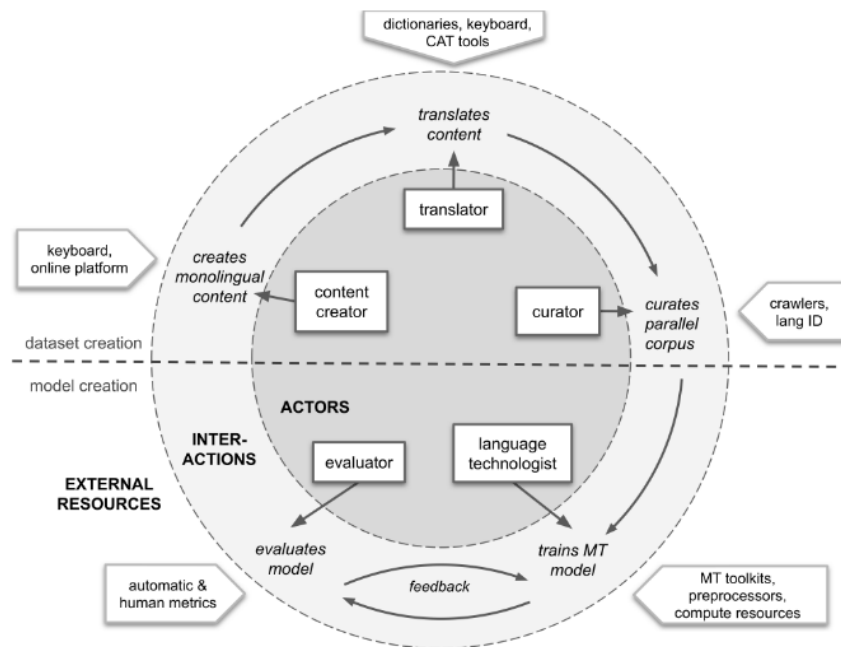 dictionaries, keyboard,
CAT tools
translates
content
translator
keyboard,
online platform
creates
monolingual
content
content
creator
curator
curates
parallel
corpus
crawlers,
lang ID
dataset creation
model creation
ACTORS
INTER-
ACTIONS
EXTERNAL
RESOURCES
evaluator
language
technologist
evaluates
model
feedback
trains MT
model
automatic &
human metrics
MT toolkits,
preprocessors,
compute resources